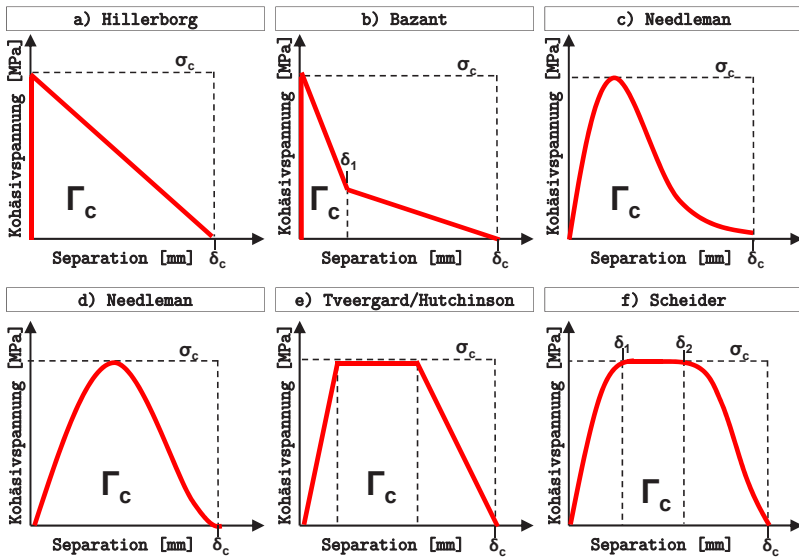 a) Hillerborg
Kohäsivspannung [MPa]
σc
Γc
Separation [mm]
δc
b) Bazant
Kohäsivspannung [MPa]
σc
δ1
Γc
Separation [mm]
δc
c) Needleman
Kohäsivspannung [MPa]
σc
Γc
Separation [mm]
δc
d) Needleman
Kohäsivspannung [MPa]
σc
Γc
Separation [mm]
δc
e) Tveergard/Hutchinson
Kohäsivspannung [MPa]
σc
Γc
Separation [mm]
δc
f) Scheider
Kohäsivspannung [MPa]
δ1
δ2
σc
Γc
Separation [mm]
δc